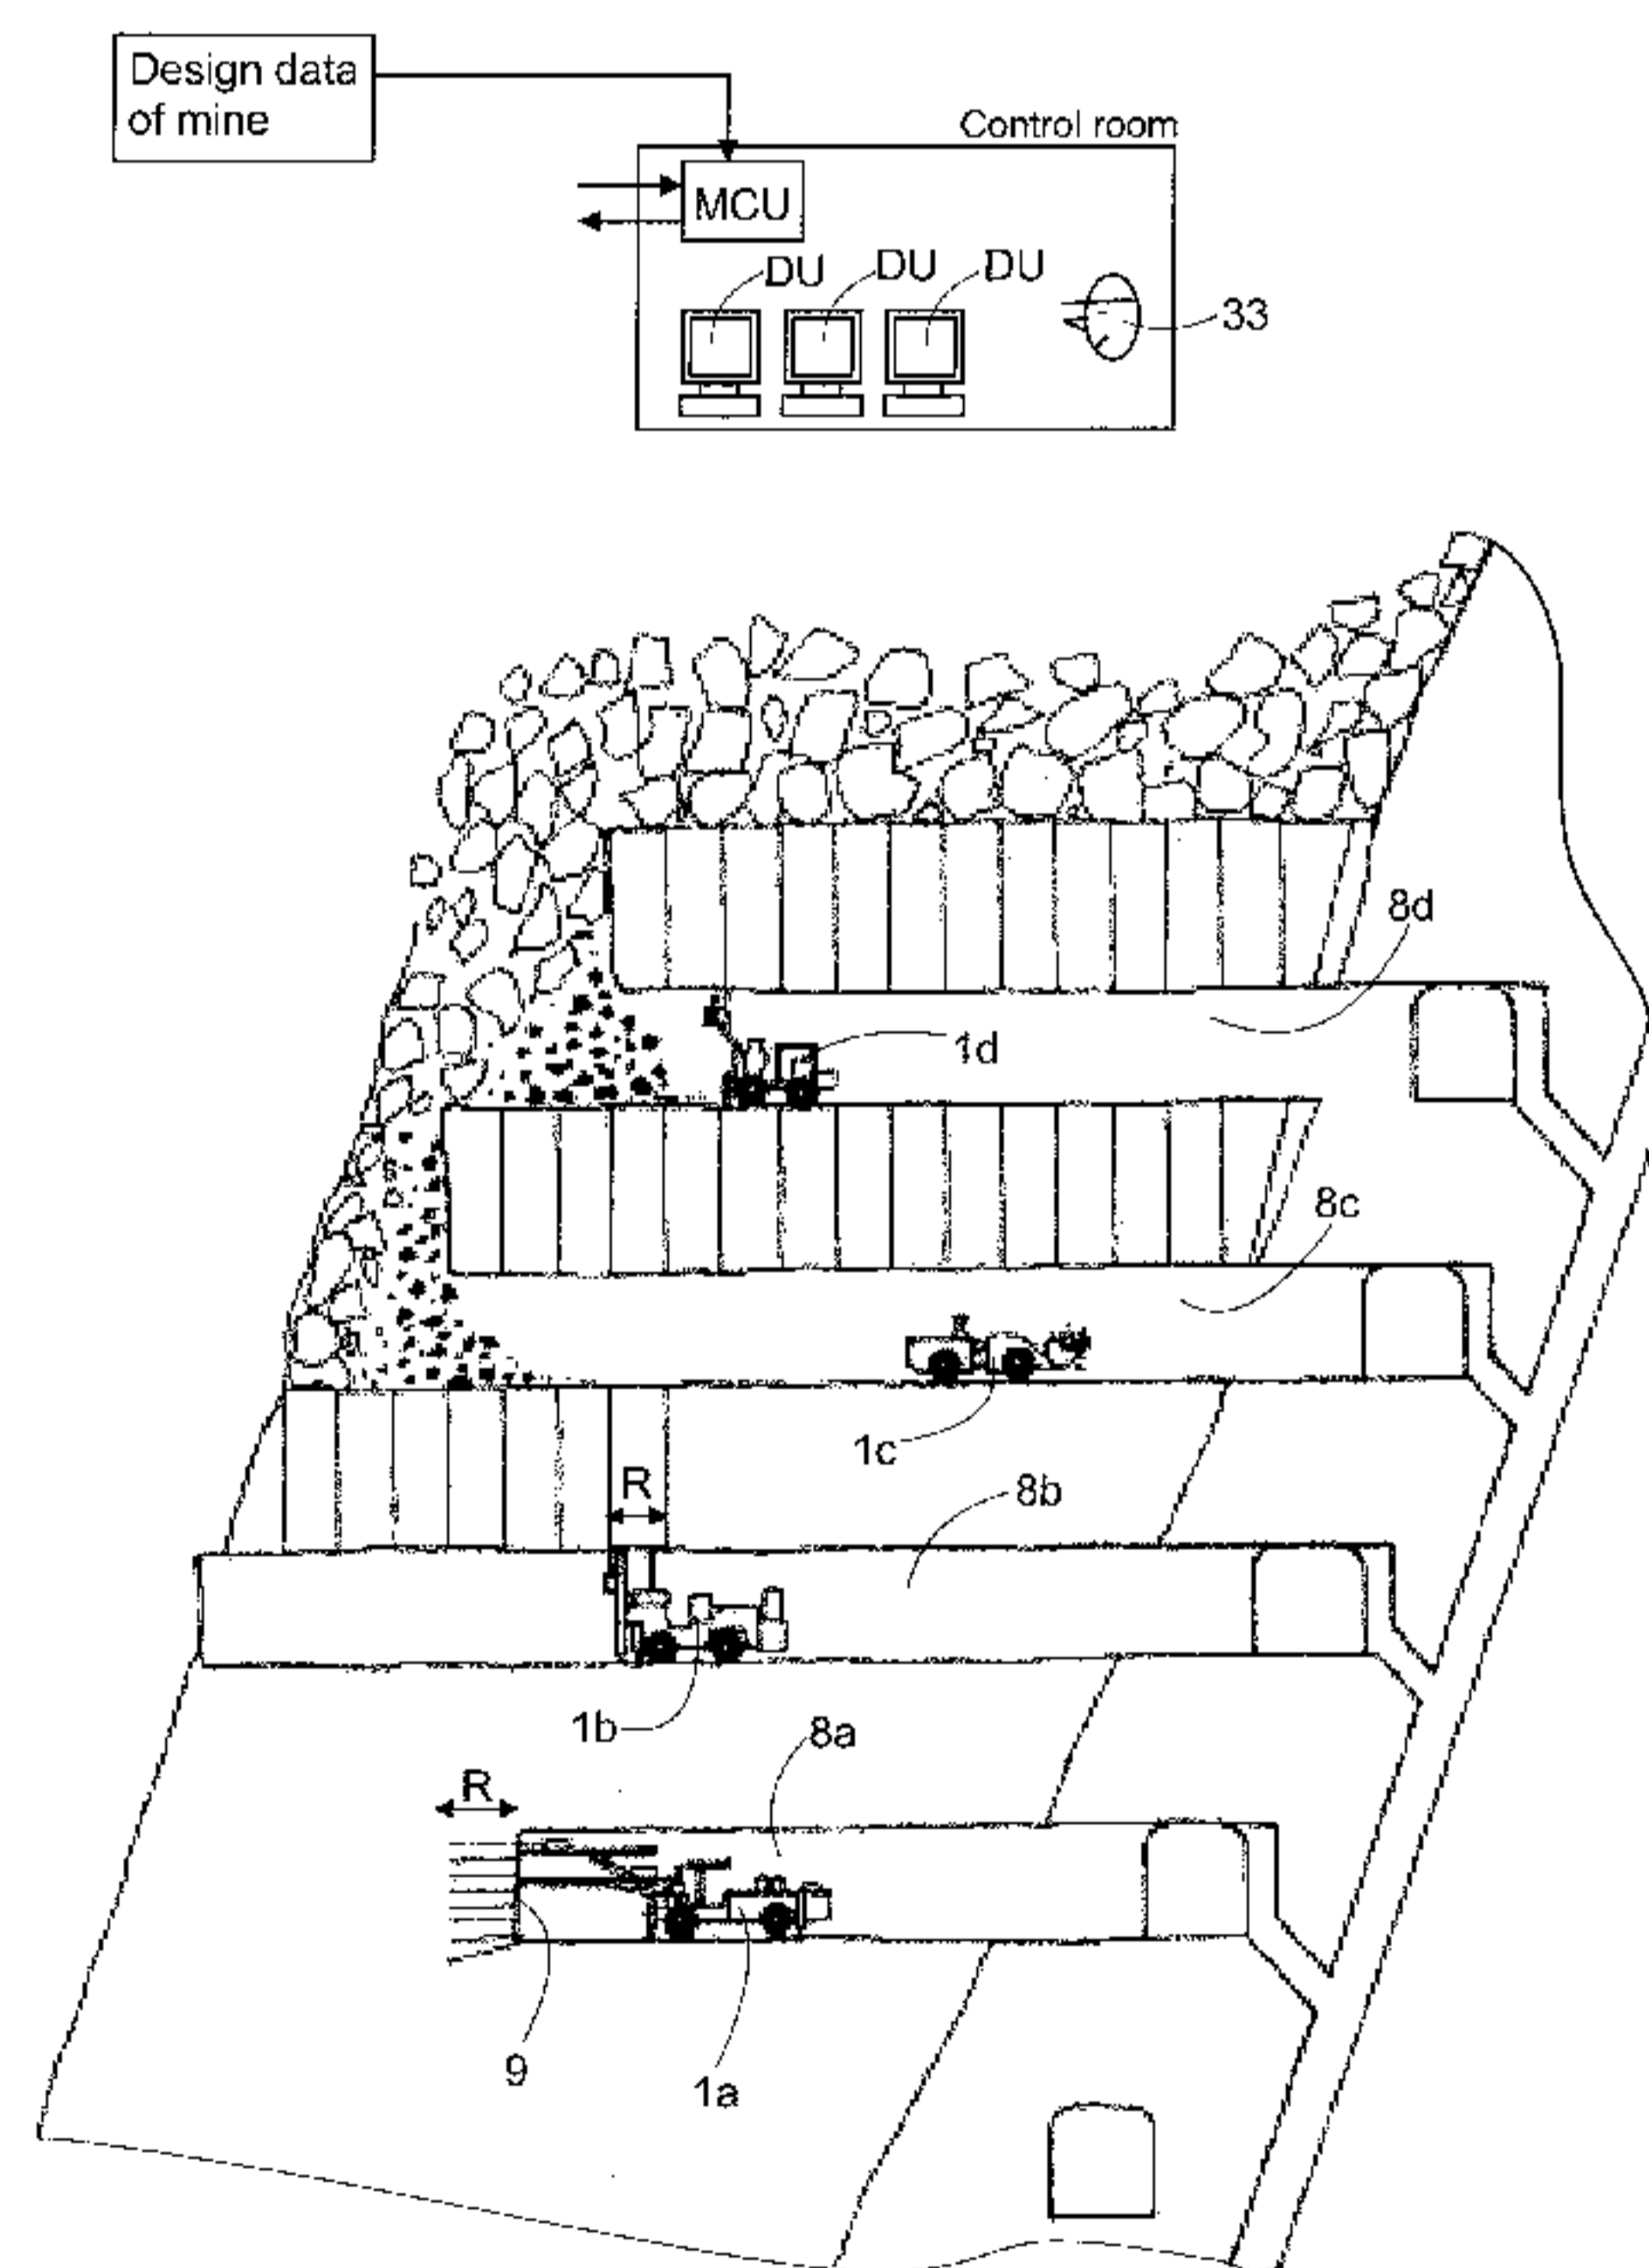 Design data
of mine
Control room
MCU
DU
DU
DU
33
8d
1d
8c
1c
R
8b
1b
8a
R
9
1a